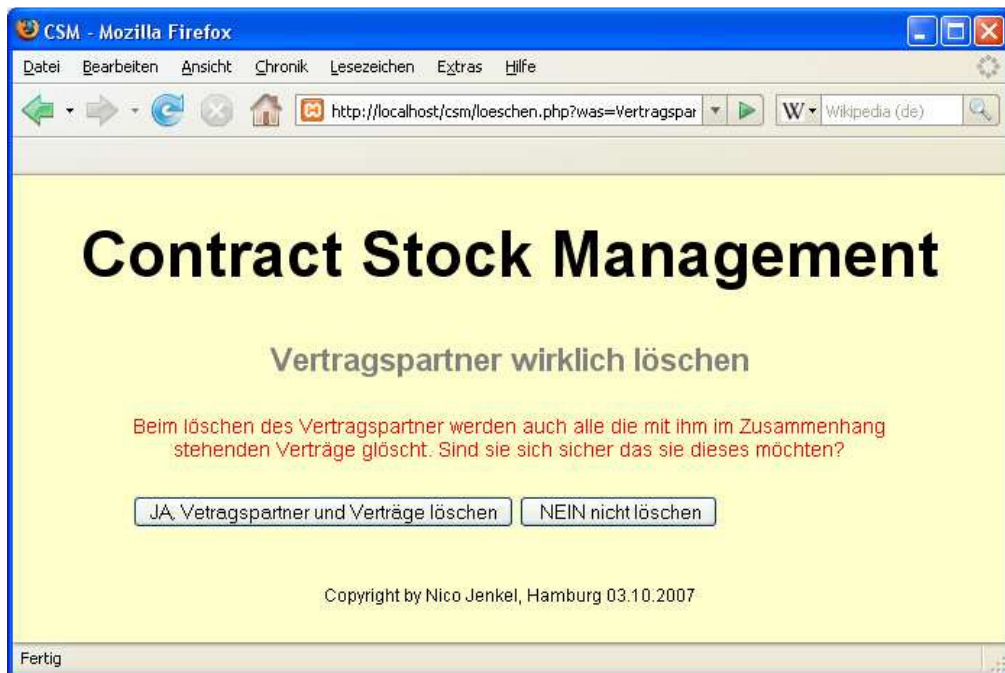 CSM - Mozilla Firefox
Datei Bearbeiten Ansicht Chronik Lesezeichen Extras Hilfe
http://localhost/csm/loeschen.php?was=Vertragspar W Wikipedia (de)
Contract Stock Management
Vertragspartner wirklich löschen
Beim löschen des Vertragspartner werden auch alle die mit ihm im Zusammenhang
stehenden Verträge glöscht. Sind sie sich sicher das sie dieses möchten?
JA, Vetragspartner und Verträge löschen NEIN nicht löschen
Copyright by Nico Jenkel, Hamburg 03.10.2007
Fertig